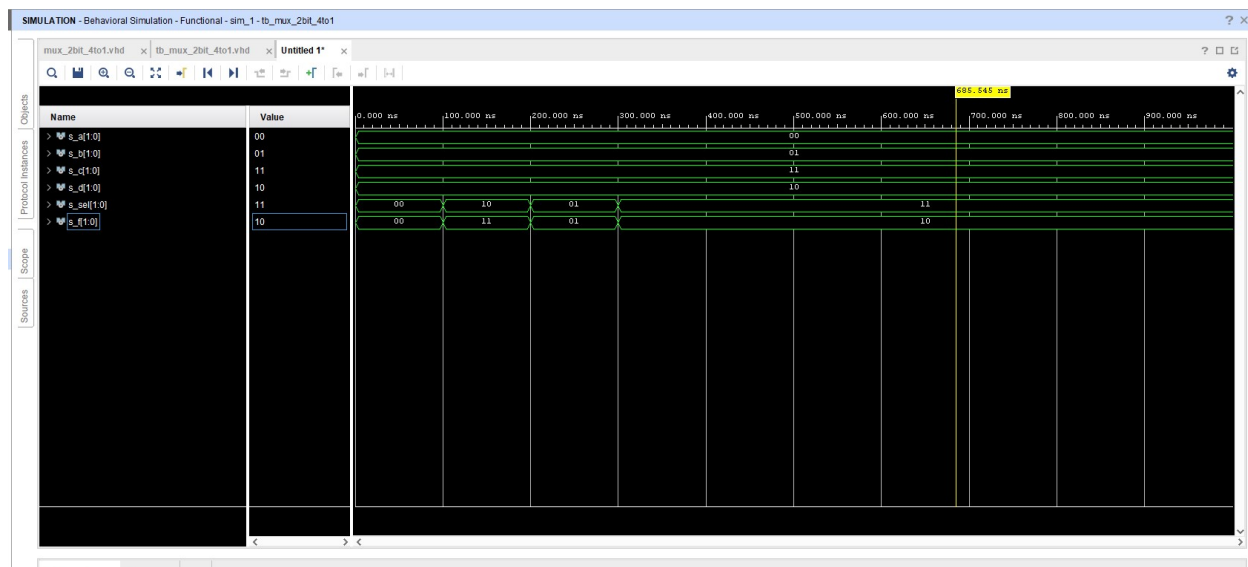 SIMULATION - Behavioral Simulation - Functional - sim_1 - tb_mux_2bit_4to1 ? ×
mux_2bit_4to1.vhd × tb_mux_2bit_4to1.vhd × Untitled 1* ×
685.545 ns
Name Value 0.000 ns 100.000 ns 200.000 ns 300.000 ns 400.000 ns 500.000 ns 600.000 ns 700.000 ns 800.000 ns 900.000 ns
s_a[1:0] 00 00
s_b[1:0] 01 01
s_c[1:0] 11 11
s_d[1:0] 10 10
s_sel[1:0] 11 00 10 01 11
s_f[1:0] 10 00 11 01 10
Objects
Protocol Instances
Scope
Sources